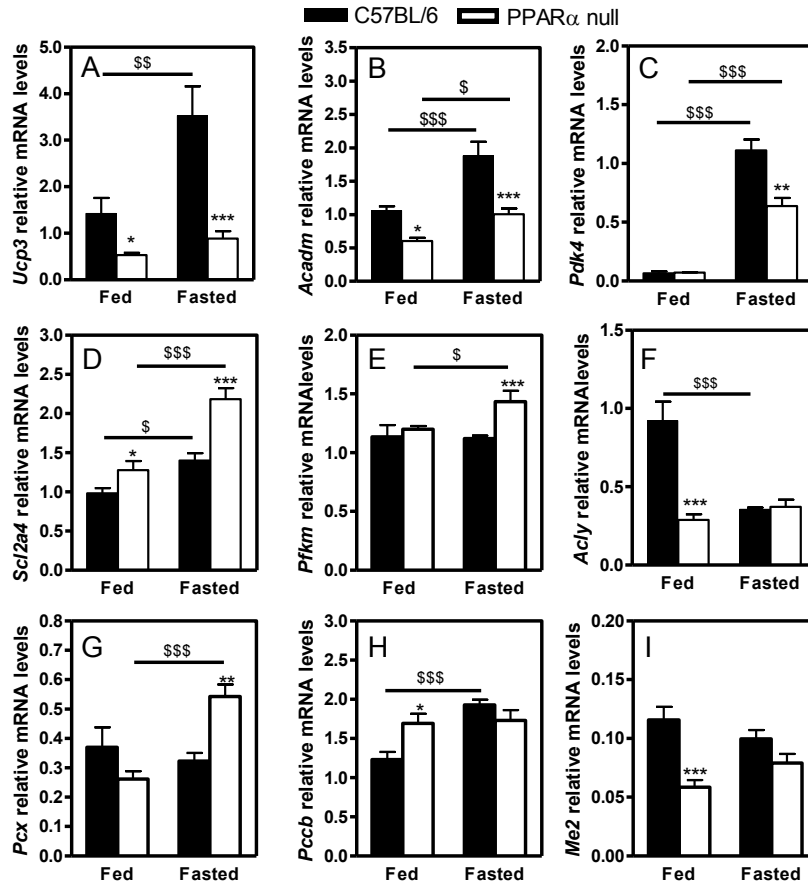 C57BL/6 PPARα null
A
Ucp3 relative mRNA levels
5.0
4.0
3.0
2.0
1.0
0.0
$$
*
***
Fed Fasted
B
Acadm relative mRNA levels
3.0
2.5
2.0
1.5
1.0
0.5
0.0
$
$$$
*
***
Fed Fasted
C
Pdk4 relative mRNA levels
2.0
1.5
1.0
0.5
0.0
$$$
$$$
**
Fed Fasted
D
Scl2a4 relative mRNA levels
3.0
2.5
2.0
1.5
1.0
0.5
0.0
$$$
$
*
***
Fed Fasted
E
Pfkm relative mRNAlevels
2.0
1.5
1.0
0.5
0.0
$
***
Fed Fasted
F
Acly relative mRNAlevels
1.5
1.0
0.5
0.0
$$$
***
Fed Fasted
G
Pcx relative mRNA levels
0.8
0.7
0.6
0.5
0.4
0.3
0.2
0.1
0.0
$$$
**
Fed Fasted
H
Pccb relative mRNA levels
3.0
2.5
2.0
1.5
1.0
0.5
0.0
$$$
*
Fed Fasted
I
Me2 relative mRNA levels
0.20
0.15
0.10
0.05
0.00
***
Fed Fasted